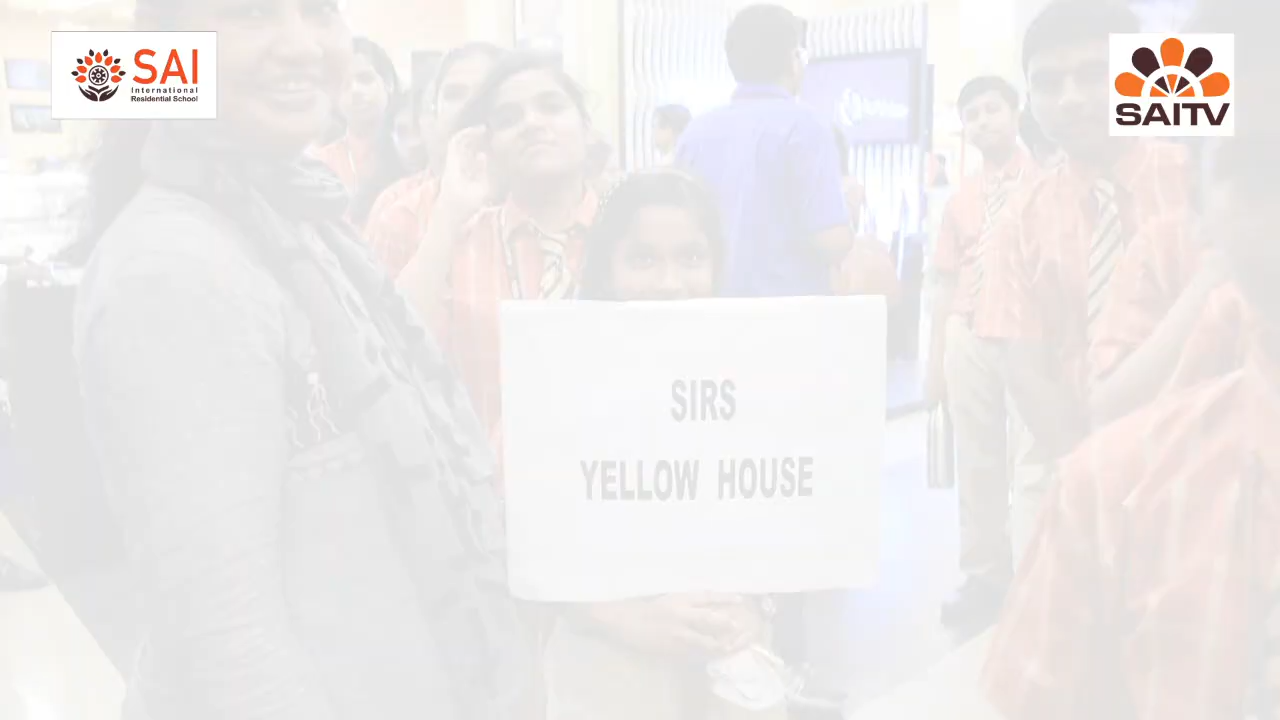 SAI
International
Residential School
SAITV
SIRS
YELLOW HOUSE